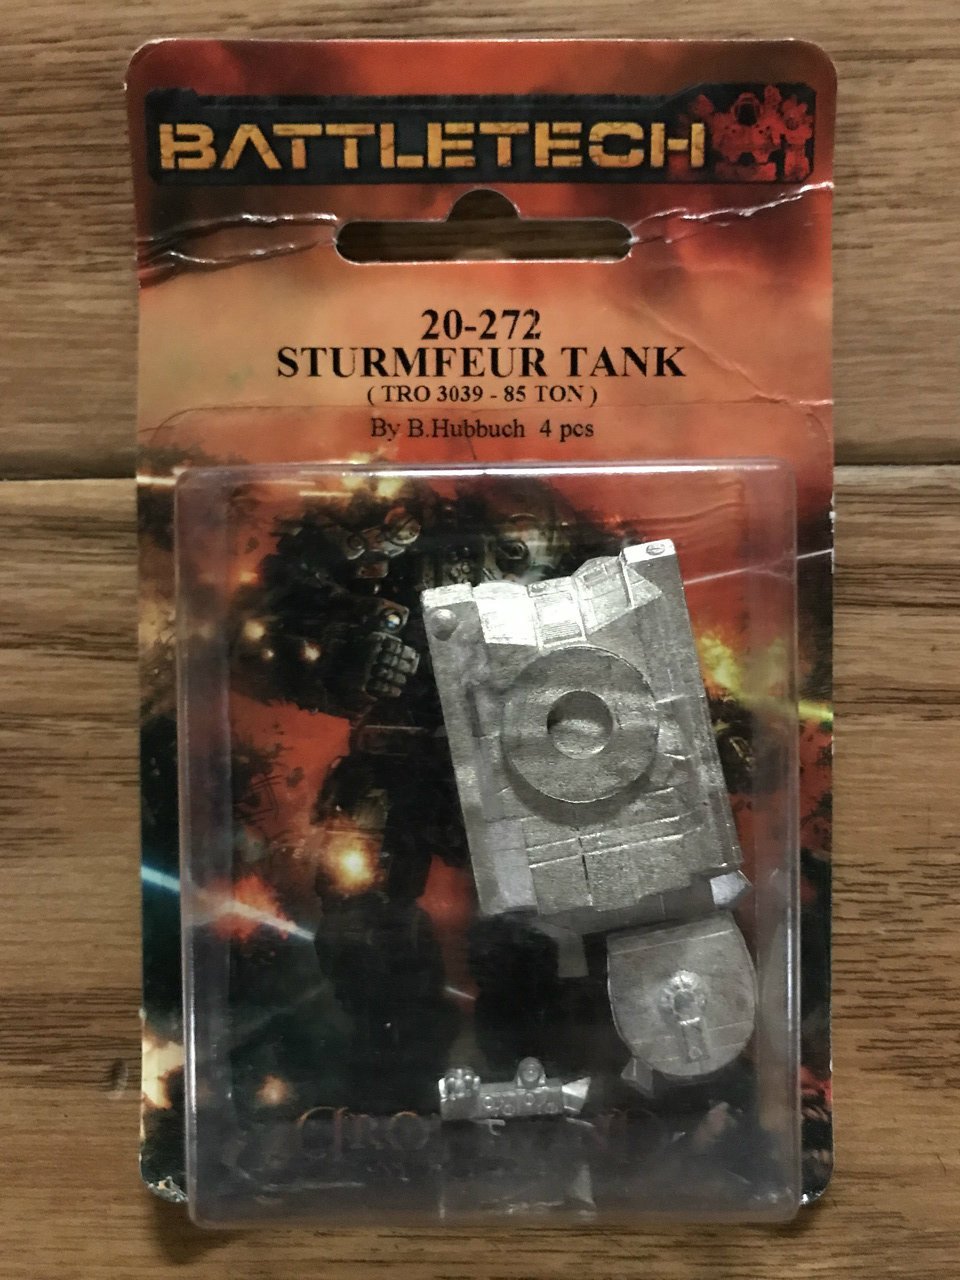 BATTLETECH
20-272
STURMFEUR TANK
( TRO 3039 - 85 TON )
By B.Hubbuch 4 pcs